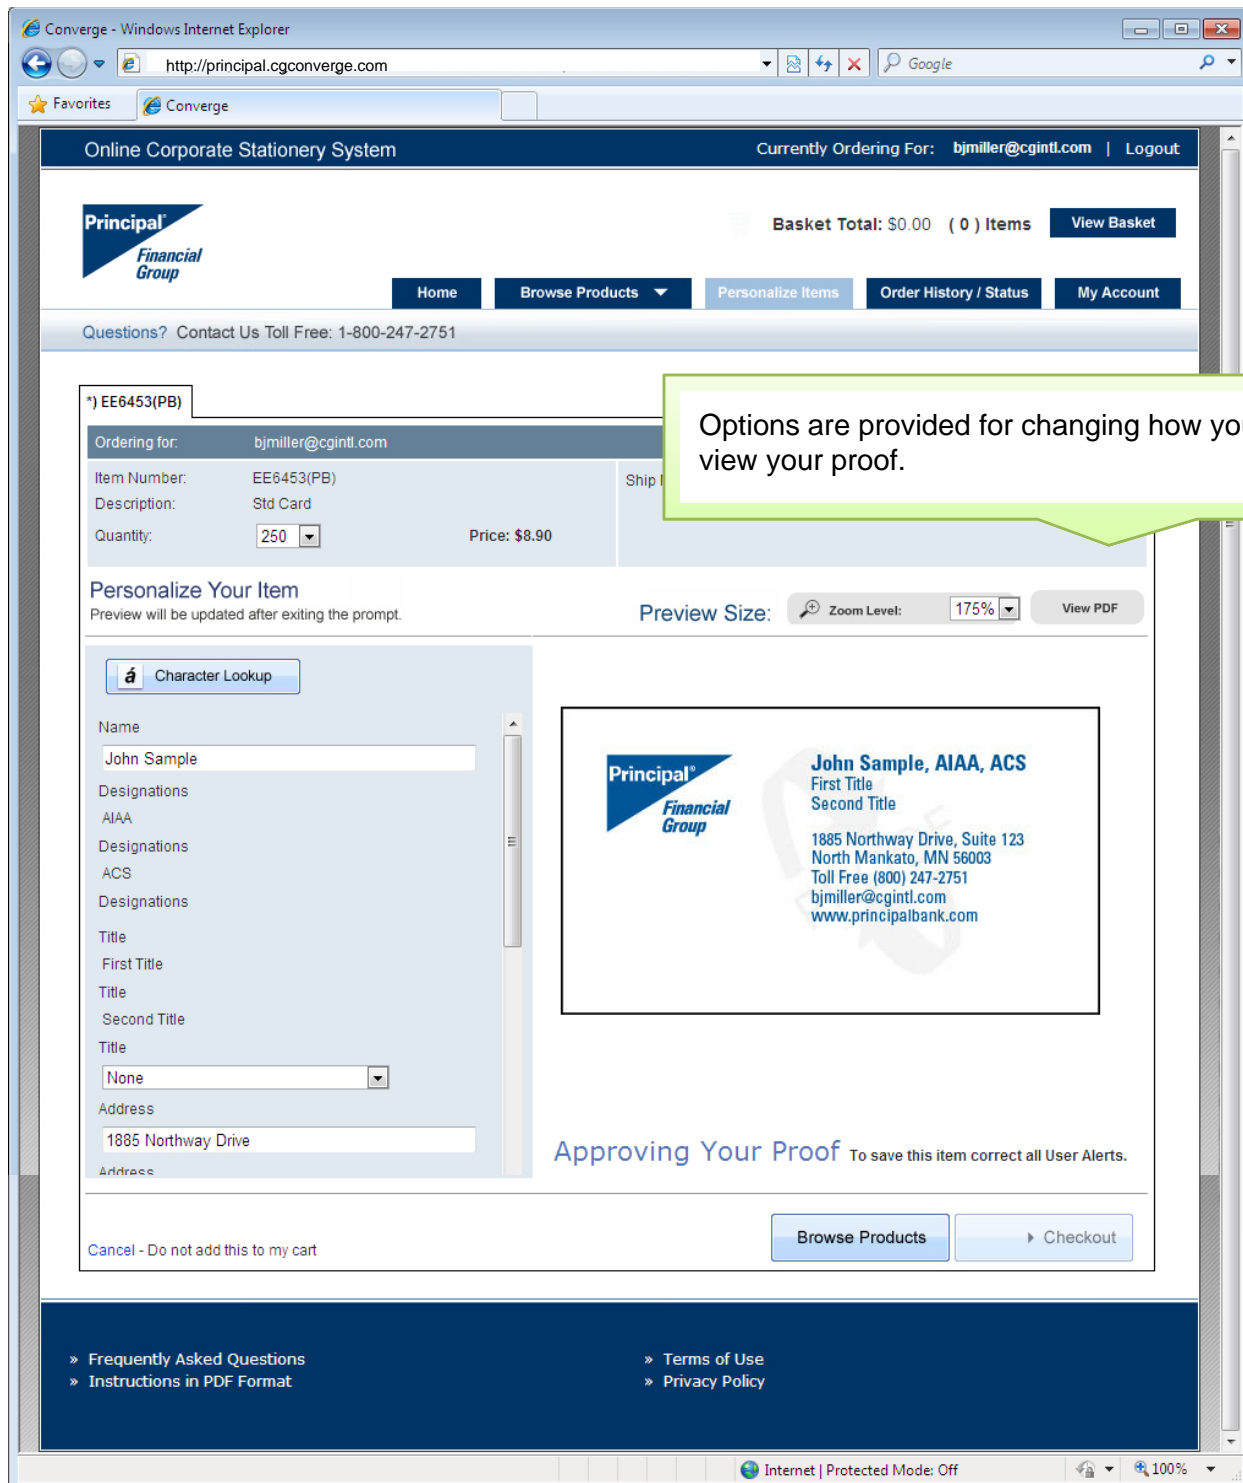 Converge - Windows Internet Explorer
http://principal.cgconverge.com
Google
Favorites
Converge
Online Corporate Stationery System
Currently Ordering For: bjmiller@cgintl.com | Logout
Principal
Financial
Group
Basket Total: $0.00 ( 0 ) Items View Basket
Home Browse Products Personalize Items Order History / Status My Account
Questions? Contact Us Toll Free: 1-800-247-2751
*) EE6453(PB)
Options are provided for changing how you
view your proof.
Ordering for: bjmiller@cgintl.com
Item Number: EE6453(PB)
Ship
Description: Std Card
Quantity: 250 Price: $8.90
Personalize Your Item
Preview will be updated after exiting the prompt.
Preview Size: Zoom Level: 175% View PDF
á Character Lookup
Name
John Sample
Designations
AIAA
Designations
ACS
Designations
Title
First Title
Title
Second Title
Title
None
Address
1885 Northway Drive
Address
Principal®
Financial
Group
John Sample, AIAA, ACS
First Title
Second Title
1885 Northway Drive, Suite 123
North Mankato, MN 56003
Toll Free (800) 247-2751
bjmiller@cgintl.com
www.principalbank.com
Approving Your Proof To save this item correct all User Alerts.
Cancel - Do not add this to my cart
Browse Products Checkout
» Frequently Asked Questions
» Instructions in PDF Format
» Terms of Use
» Privacy Policy
Internet | Protected Mode: Off
100%